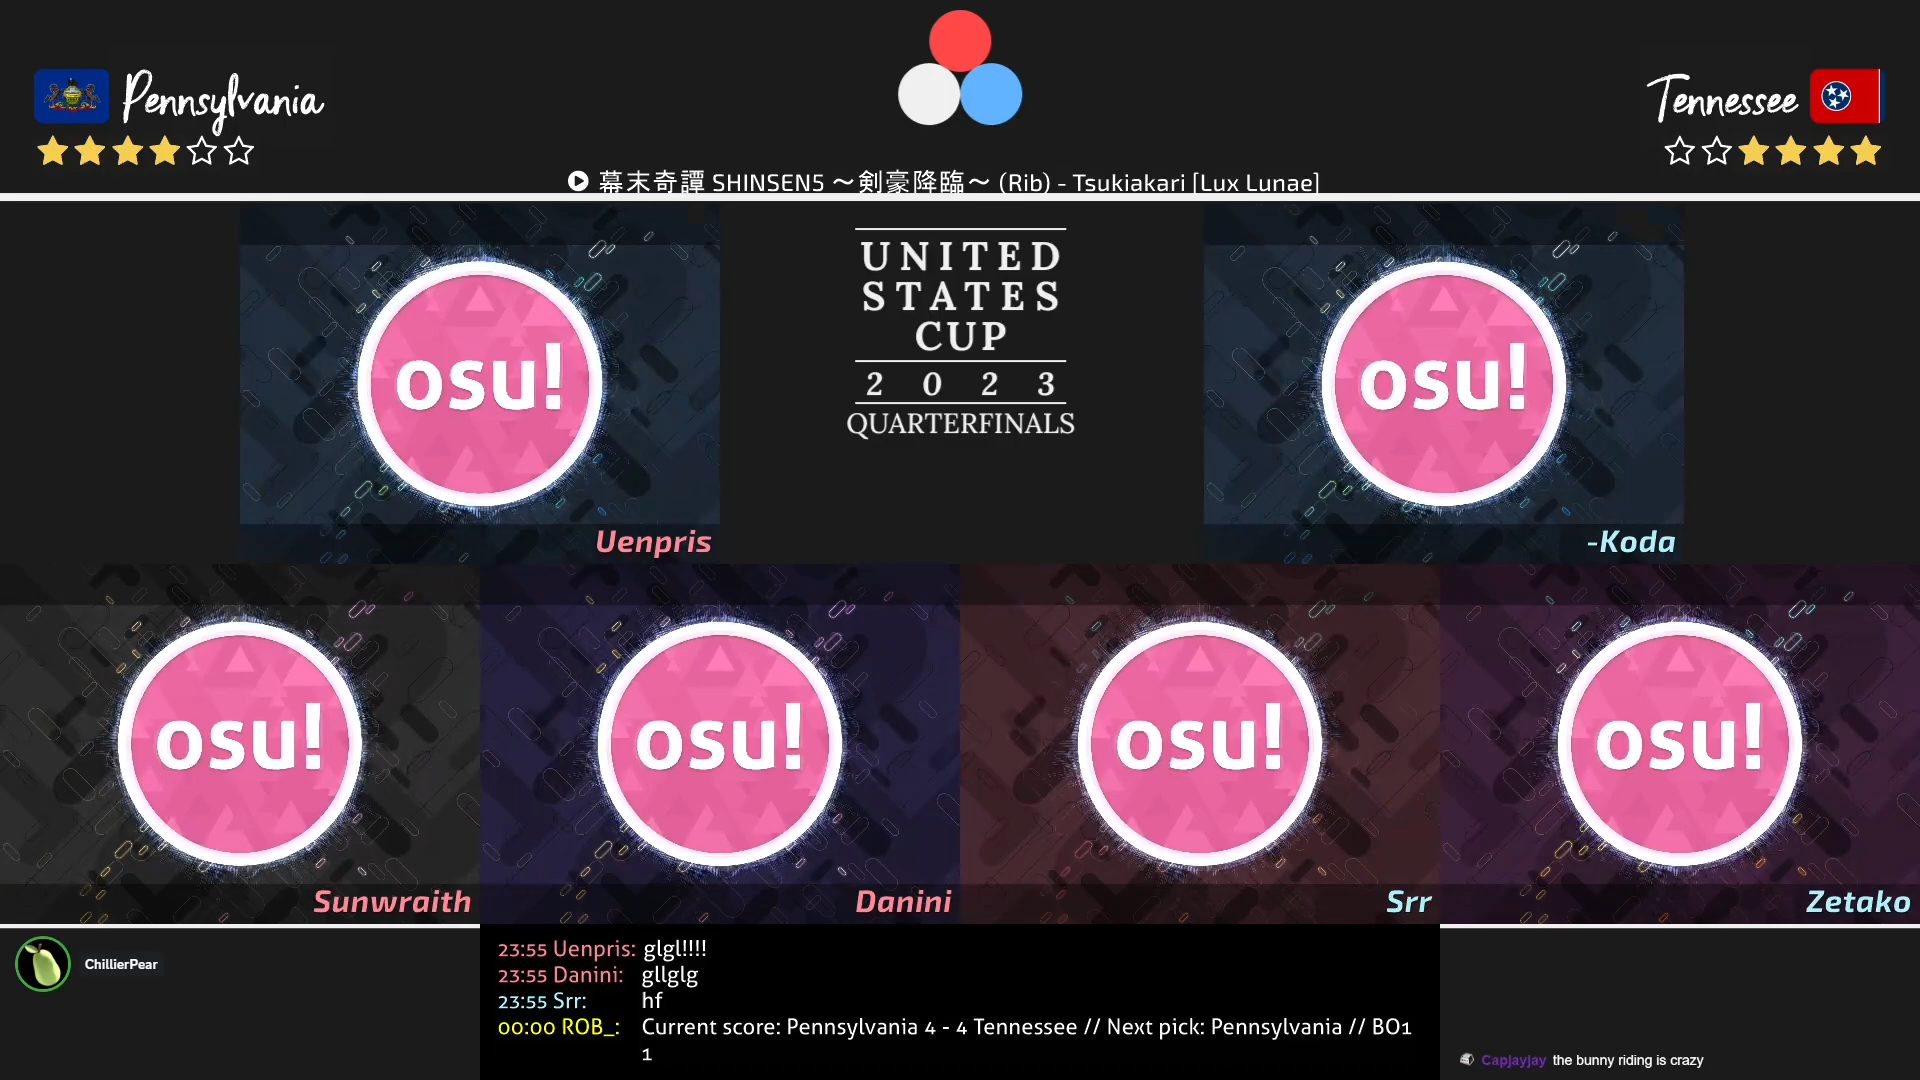 Pennsylvania
Tennessee
幕末奇譚 SHINSEN5 ～剣豪降臨～ (Rib) - Tsukiakari [Lux Lunae]
UNITED
STATES
CUP
2 0 2 3
QUARTERFINALS
osu!
osu!
Uenpris
-Koda
osu!
osu!
osu!
osu!
Sunwraith
Danini
Srr
Zetako
ChillierPear
23:55 Uenpris: glgl!!!!
23:55 Danini: gllglg
23:55 Srr: hf
00:00 ROB_: Current score: Pennsylvania 4 - 4 Tennessee // Next pick: Pennsylvania // BO1
1
Capjayjay the bunny riding is crazy